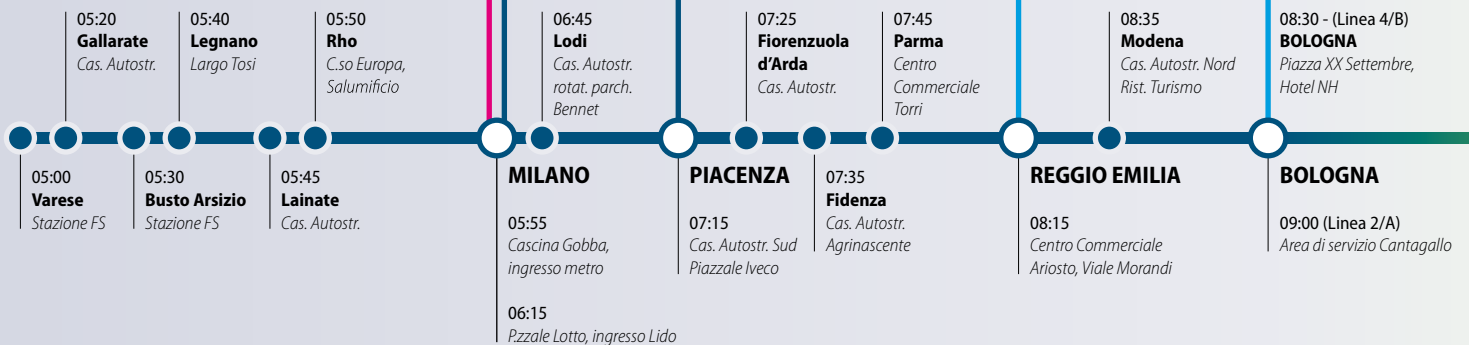 05:20
Gallarate
Cas. Autostr.
05:40
Legnano
Largo Tosi
05:50
Rho
C.so Europa,
Salumificio
06:45
Lodi
Cas. Autostr.
rotat. parch.
Bennet
07:25
Fiorenzuola
d'Arda
Cas. Autostr.
07:45
Parma
Centro
Commerciale
Torri
08:35
Modena
Cas. Autostr. Nord
Rist. Turismo
08:30 - (Linea 4/B)
BOLOGNA
Piazza XX Settembre,
Hotel NH
05:00
Varese
Stazione FS
05:30
Busto Arsizio
Stazione FS
05:45
Lainate
Cas. Autostr.
MILANO
05:55
Cascina Gobba,
ingresso metro
06:15
P.zzale Lotto, ingresso Lido
PIACENZA
07:15
Cas. Autostr. Sud
Piazzale Iveco
07:35
Fidenza
Cas. Autostr.
Agrinascente
REGGIO EMILIA
08:15
Centro Commerciale
Ariosto, Viale Morandi
BOLOGNA
09:00 (Linea 2/A)
Area di servizio Cantagallo